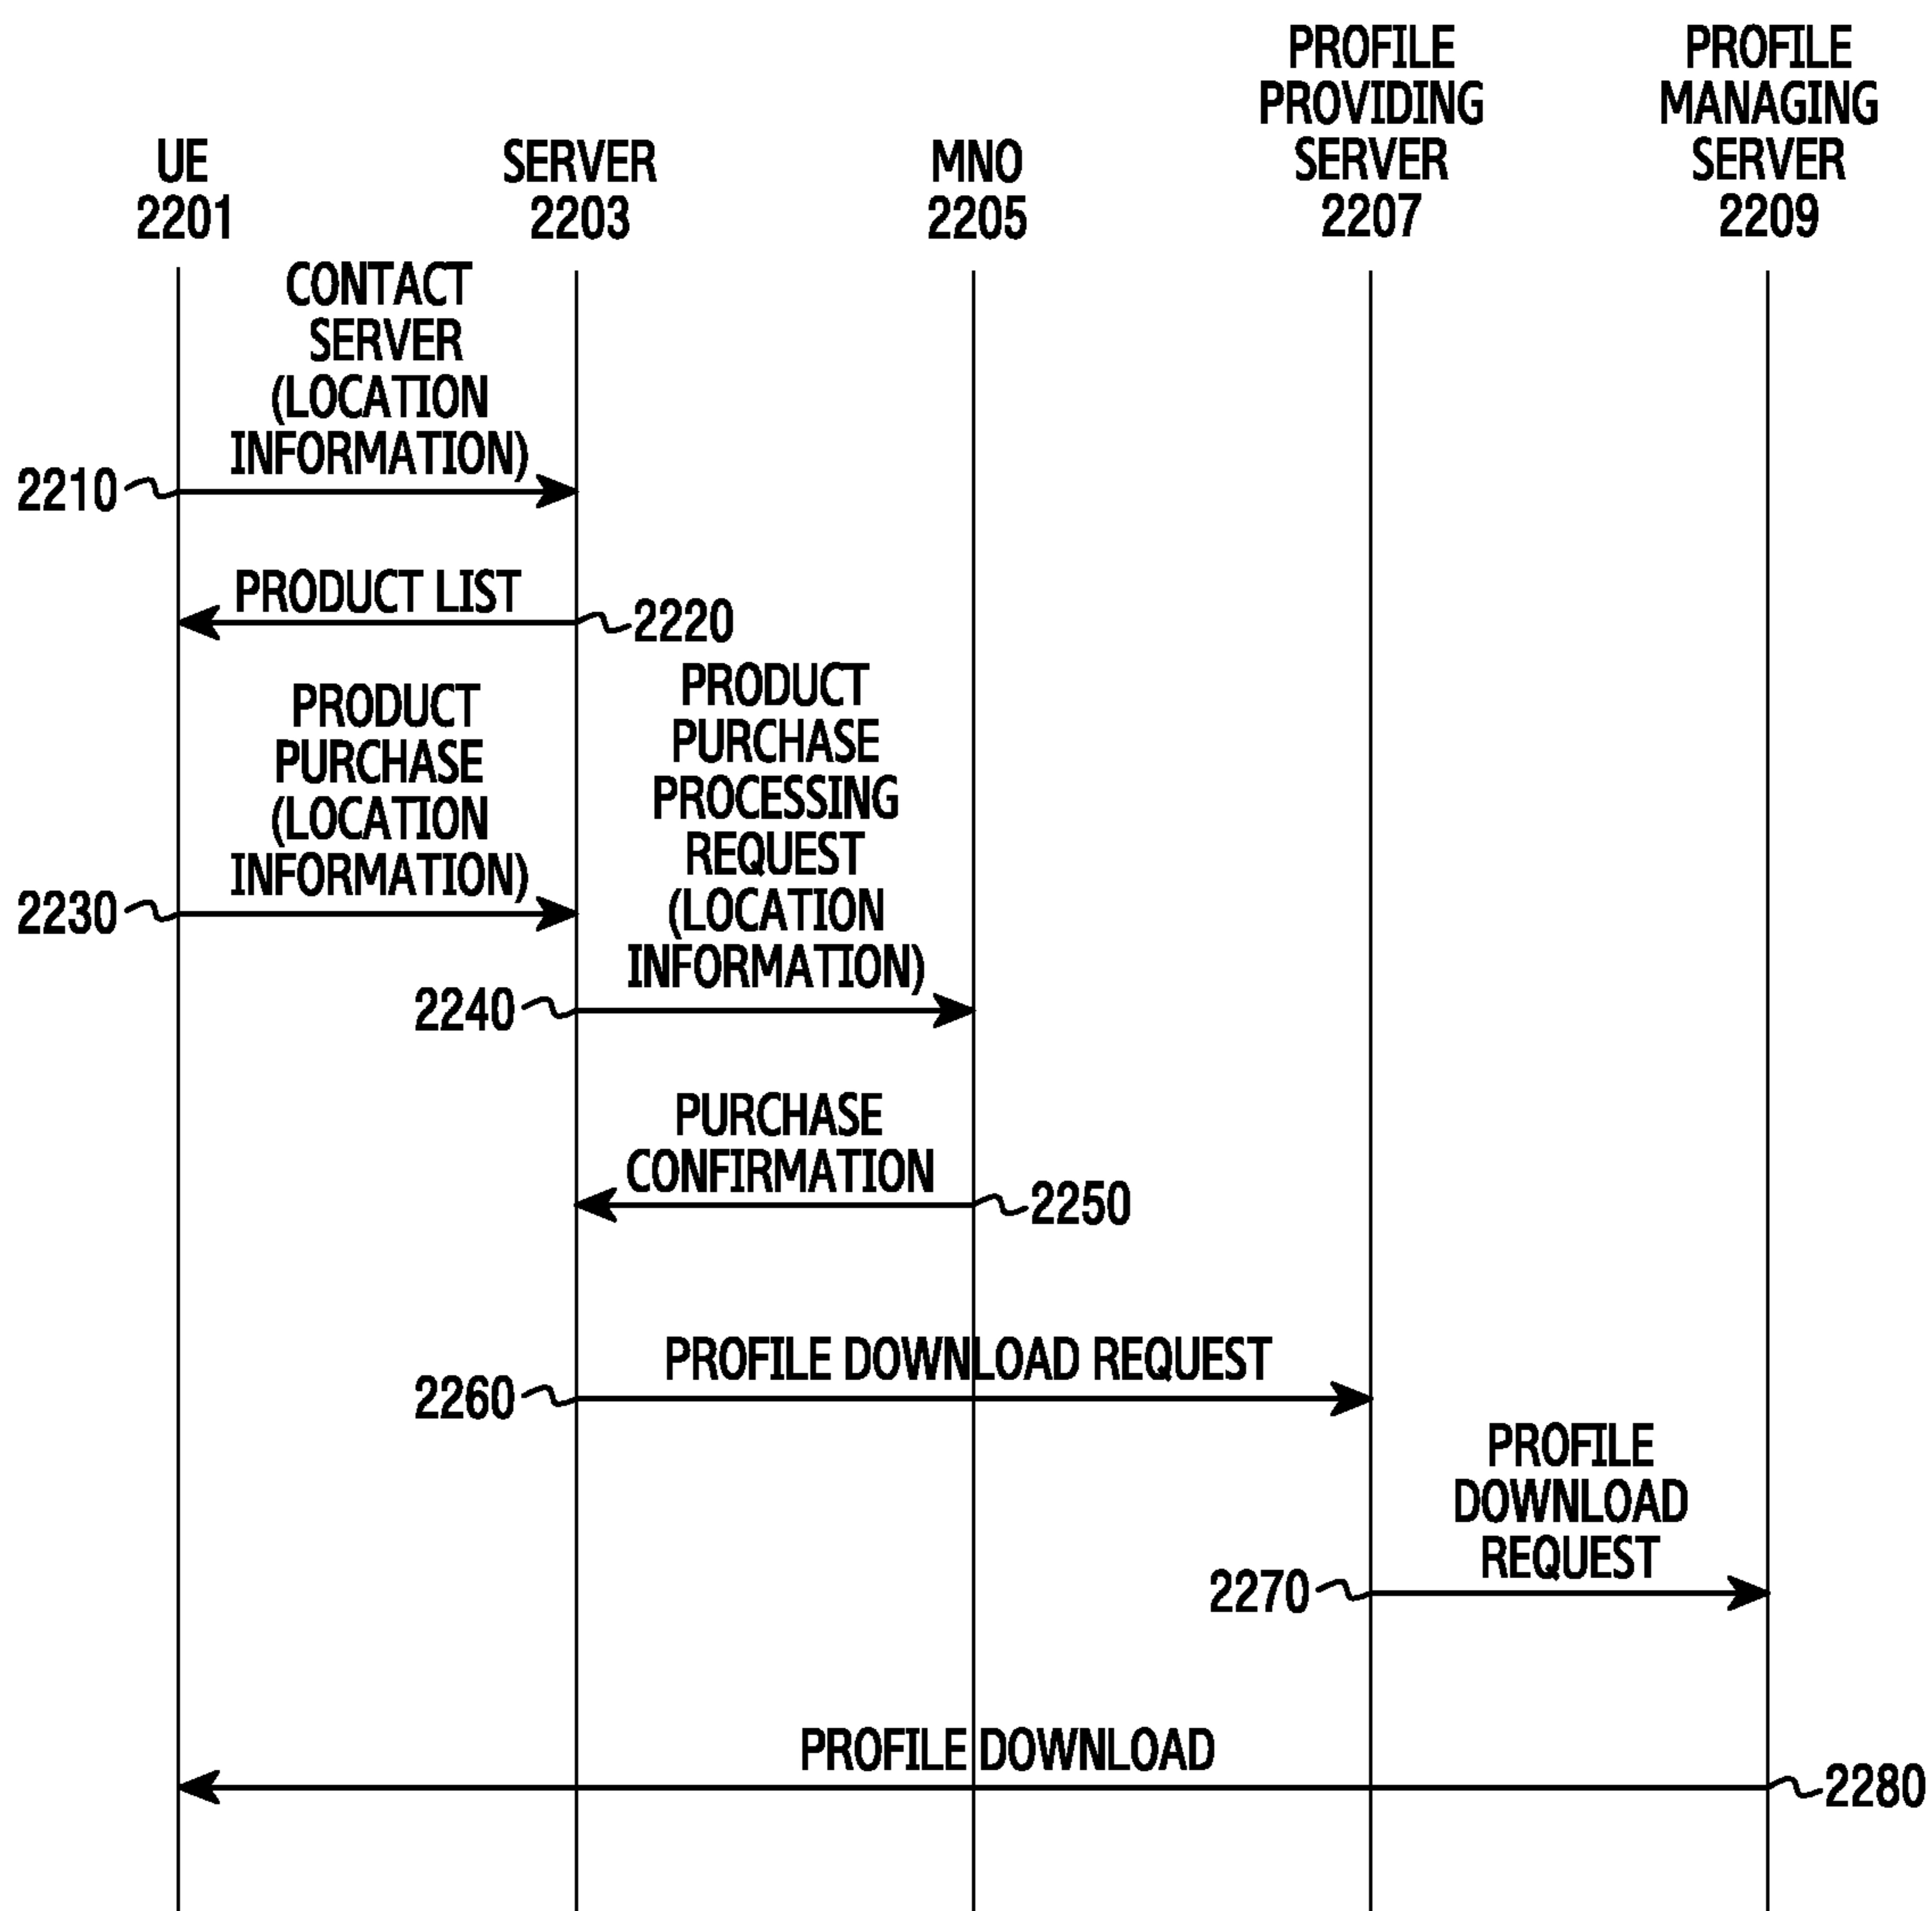 UE
2201
SERVER
2203
MNO
2205
PROFILE
PROVIDING
SERVER
2207
PROFILE
MANAGING
SERVER
2209
CONTACT
SERVER
(LOCATION
INFORMATION)
2210
PRODUCT LIST
2220
PRODUCT
PURCHASE
(LOCATION
INFORMATION)
2230
PRODUCT
PURCHASE
PROCESSING
REQUEST
(LOCATION
INFORMATION)
2240
PURCHASE
CONFIRMATION
2250
PROFILE DOWNLOAD REQUEST
2260
PROFILE
DOWNLOAD
REQUEST
2270
PROFILE DOWNLOAD
2280